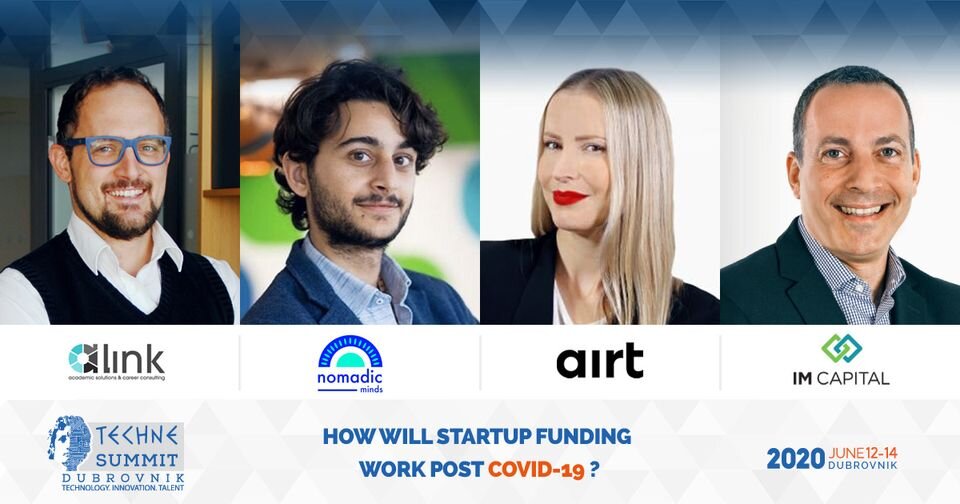 alink
academic solutions & career consulting
nomadic
minds
airt
IM CAPITAL
TECHNE
SUMMIT
DUBROVNIK
TECHNOLOGY. INNOVATION. TALENT
HOW WILL STARTUP FUNDING
WORK POST COVID-19 ?
2020 JUNE 12-14
DUBROVNIK